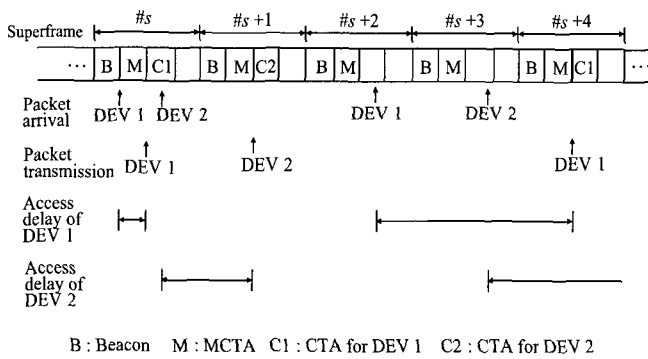 #s #s +1 #s +2 #s +3 #s +4
Superframe
··· B M C1 B M C2 B M B M B M C1 ···
Packet
arrival
DEV 1 DEV 2 DEV 1 DEV 2
Packet
transmission
DEV 1 DEV 2 DEV 1
Access
delay of
DEV 1
Access
delay of
DEV 2
B : Beacon M : MCTA C1 : CTA for DEV 1 C2 : CTA for DEV 2